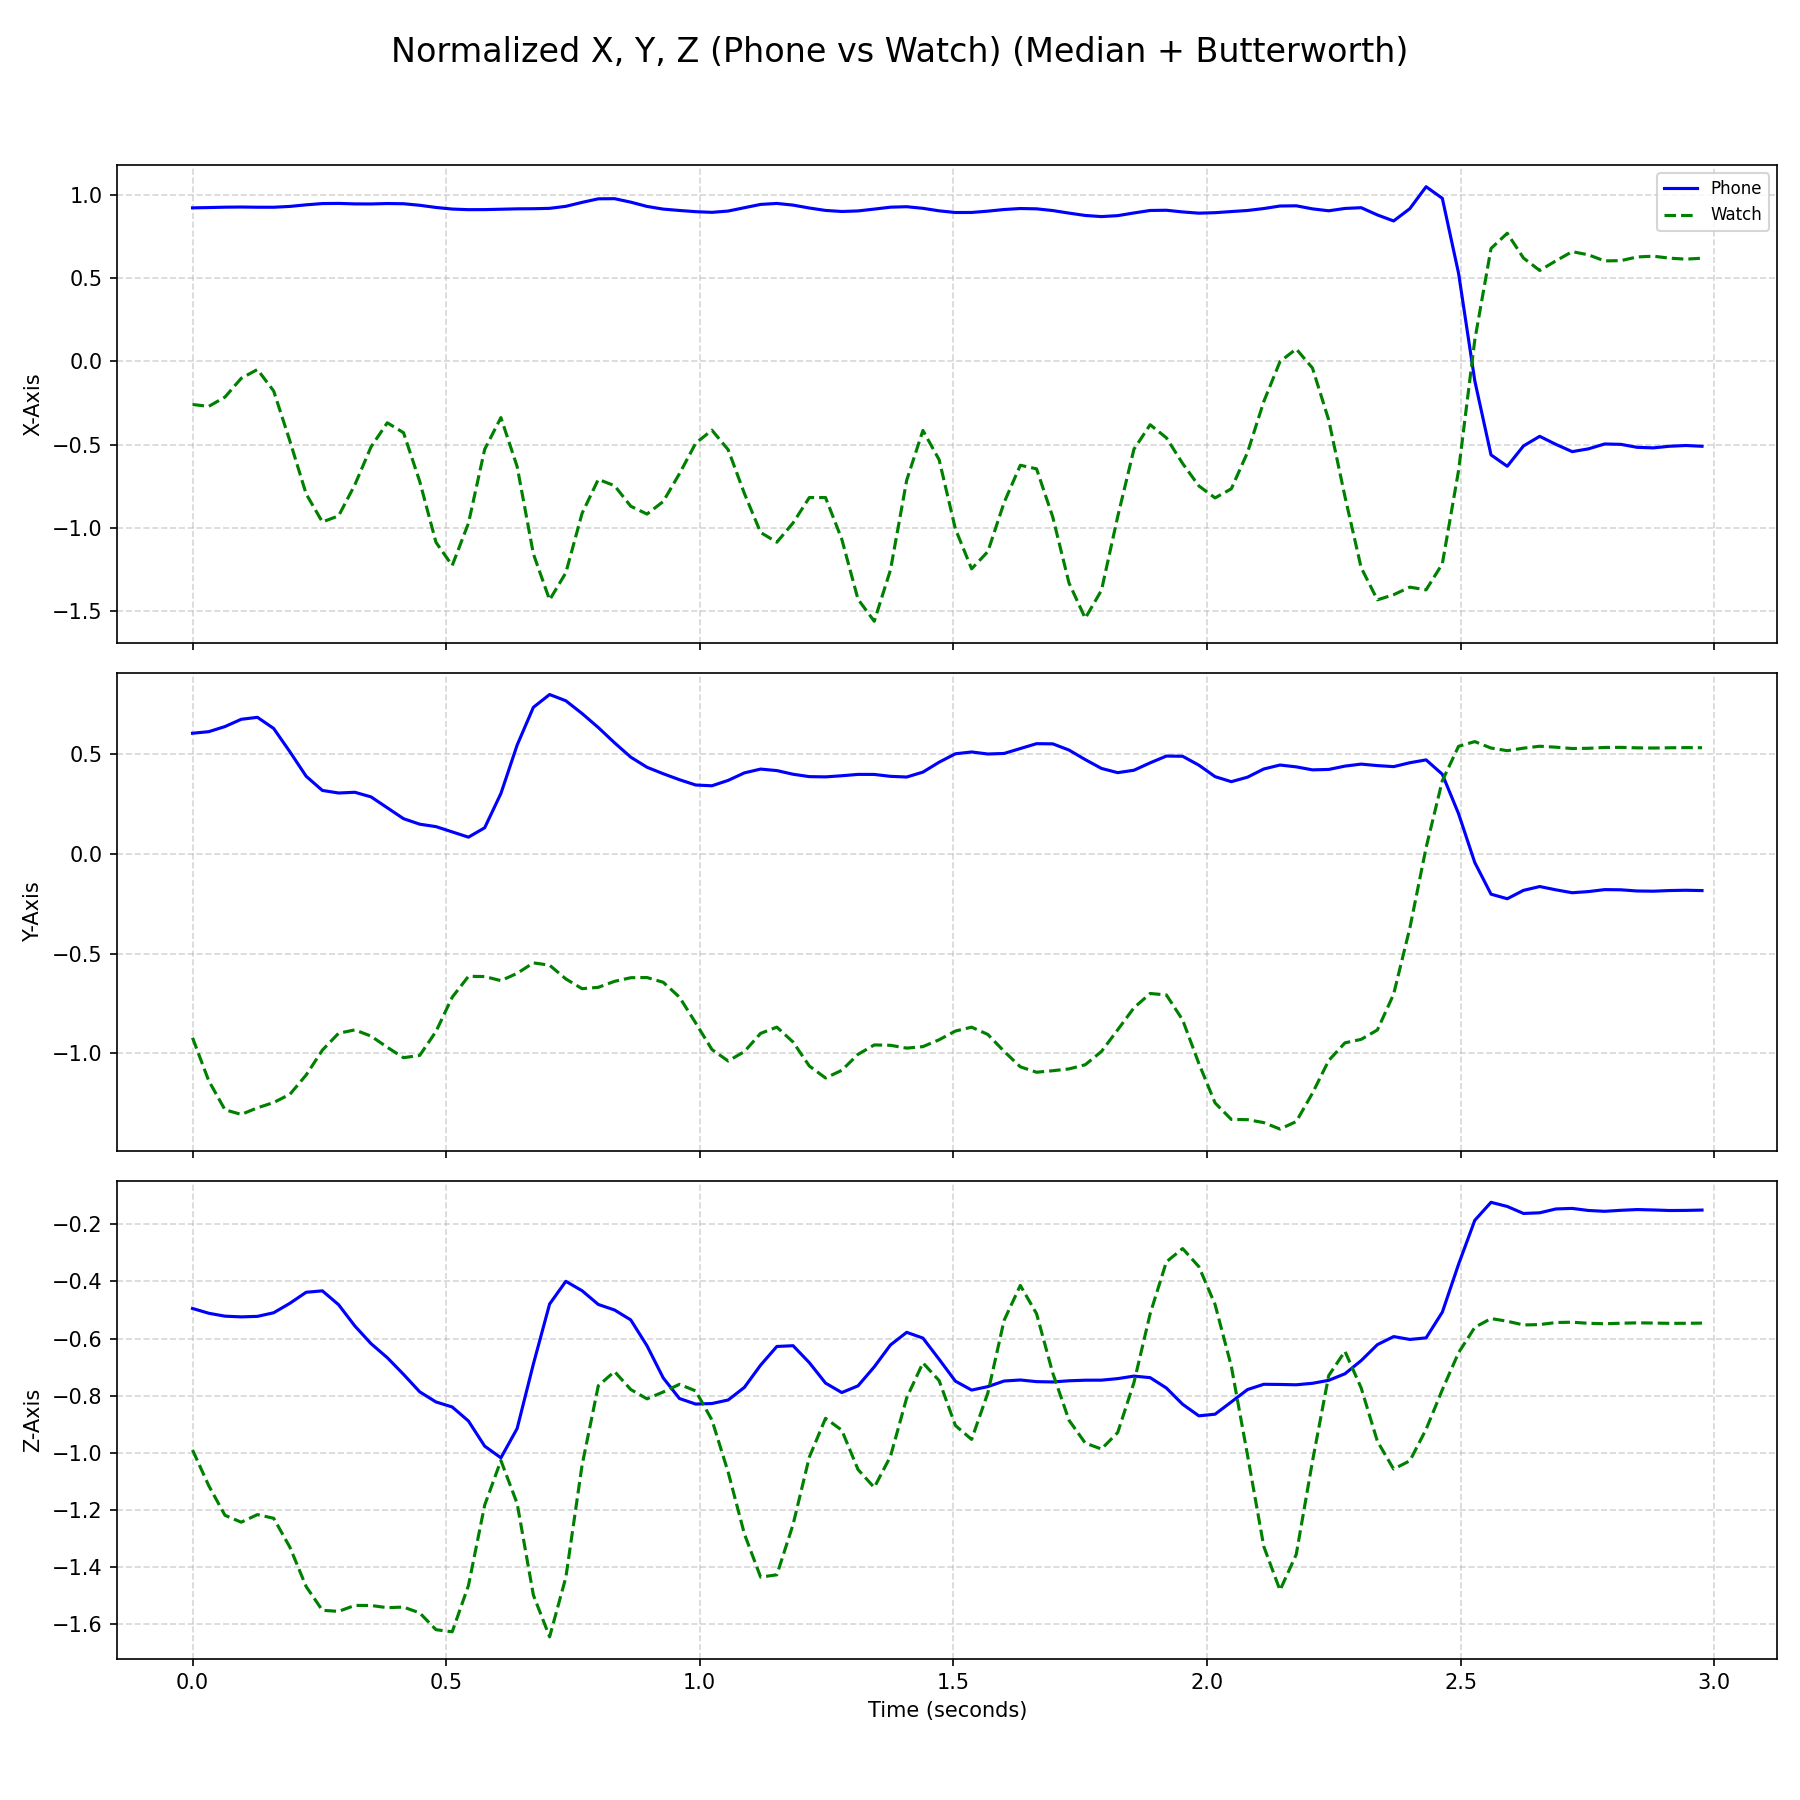 Normalized X, Y, Z (Phone vs Watch) (Median + Butterworth)
Phone
Watch
X-Axis
1.0
0.5
0.0
−0.5
−1.0
−1.5
Y-Axis
0.5
0.0
−0.5
−1.0
Z-Axis
−0.2
−0.4
−0.6
−0.8
−1.0
−1.2
−1.4
−1.6
0.0 0.5 1.0 1.5 2.0 2.5 3.0
Time (seconds)